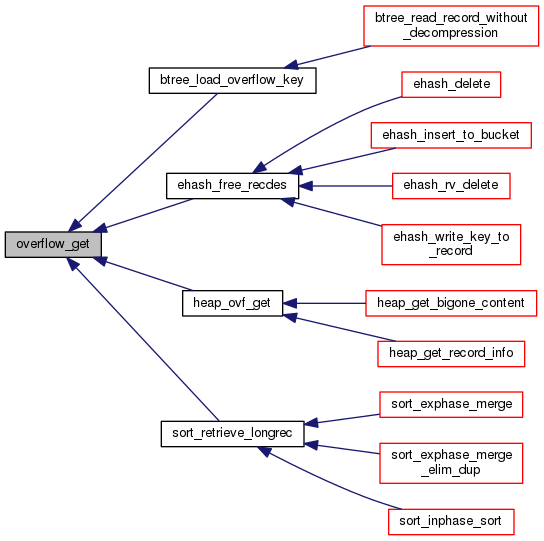 btree_read_record_without
_decompression
btree_load_overflow_key
ehash_delete
ehash_insert_to_bucket
ehash_free_recdes
ehash_rv_delete
ehash_write_key_to
_record
overflow_get
heap_ovf_get
heap_get_bigone_content
heap_get_record_info
sort_exphase_merge
sort_retrieve_longrec
sort_exphase_merge
_elim_dup
sort_inphase_sort